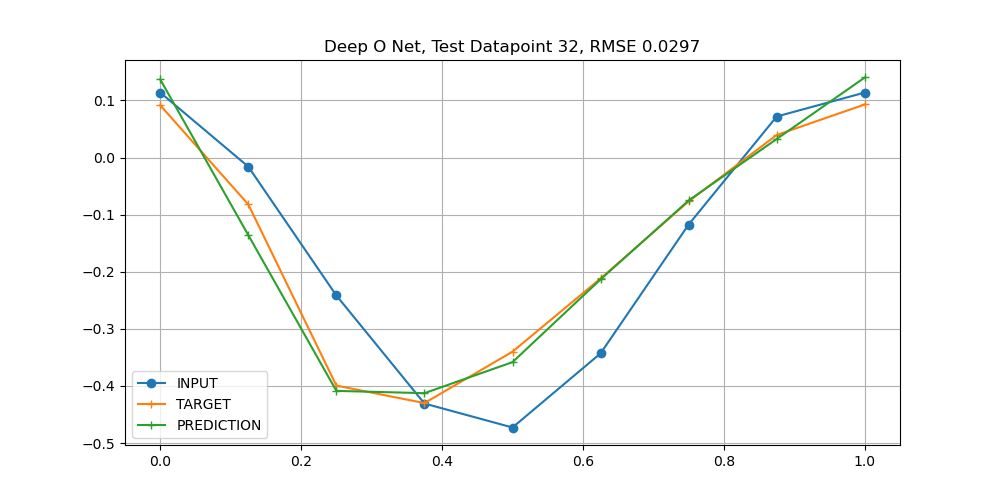 Deep O Net, Test Datapoint 32, RMSE 0.0297
0.1
0.0
−0.1
−0.2
−0.3
−0.4
−0.5
INPUT
TARGET
PREDICTION
0.0 0.2 0.4 0.6 0.8 1.0